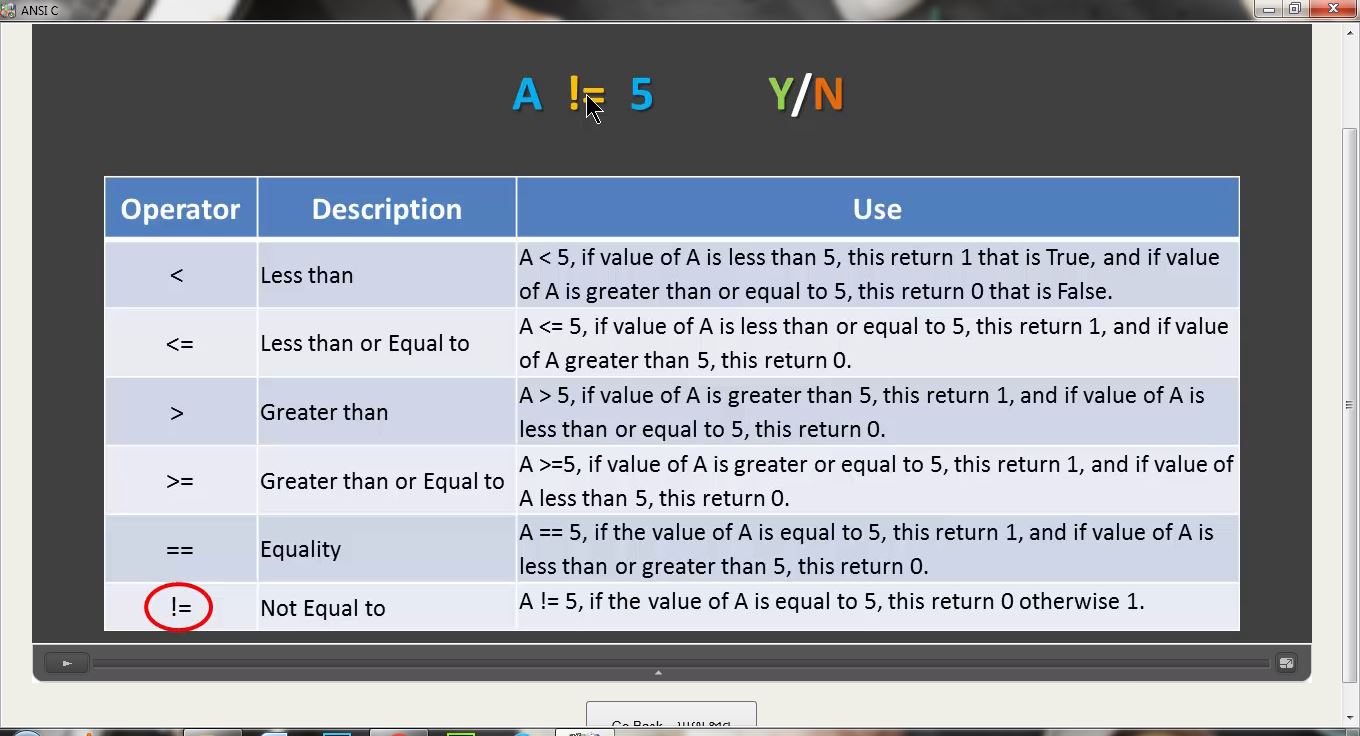 ANSI C
A != 5 Y/N
Operator Description Use
< Less than A < 5, if value of A is less than 5, this return 1 that is True, and if value
of A is greater than or equal to 5, this return 0 that is False.
<= Less than or Equal to A <= 5, if value of A is less than or equal to 5, this return 1, and if value
of A greater than 5, this return 0.
> Greater than A > 5, if value of A is greater than 5, this return 1, and if value of A is
less than or equal to 5, this return 0.
>= Greater than or Equal to A >=5, if value of A is greater or equal to 5, this return 1, and if value of
A less than 5, this return 0.
== Equality A == 5, if the value of A is equal to 5, this return 1, and if value of A is
less than or greater than 5, this return 0.
!= Not Equal to A != 5, if the value of A is equal to 5, this return 0 otherwise 1.
Go Back